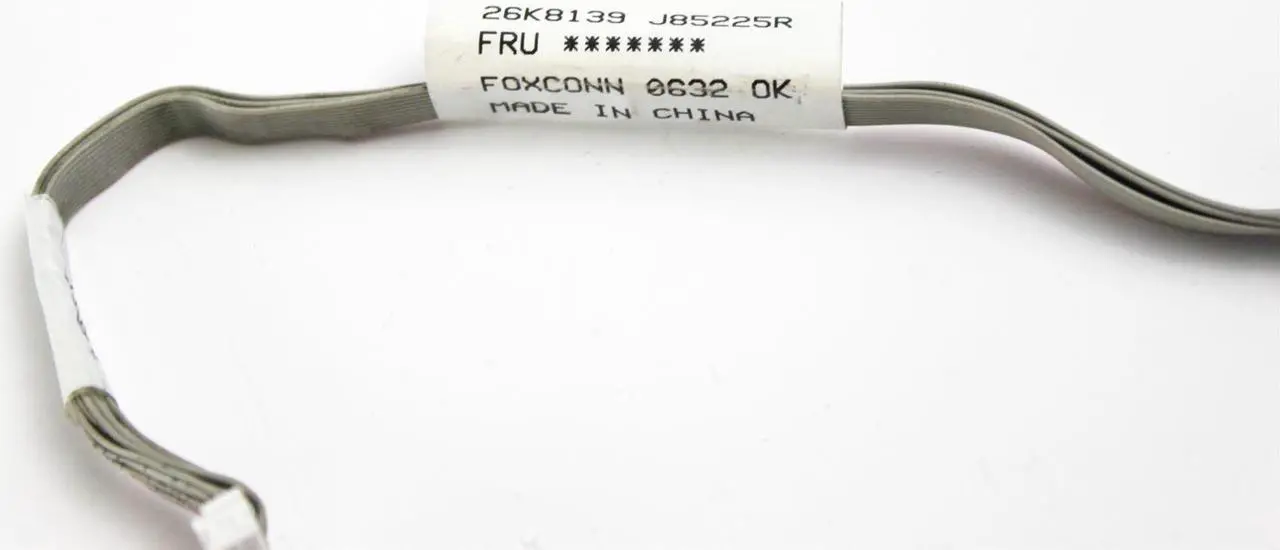 26K8139 J85225R
FRU *******
FOXCONN 0632 OK
MADE IN CHINA